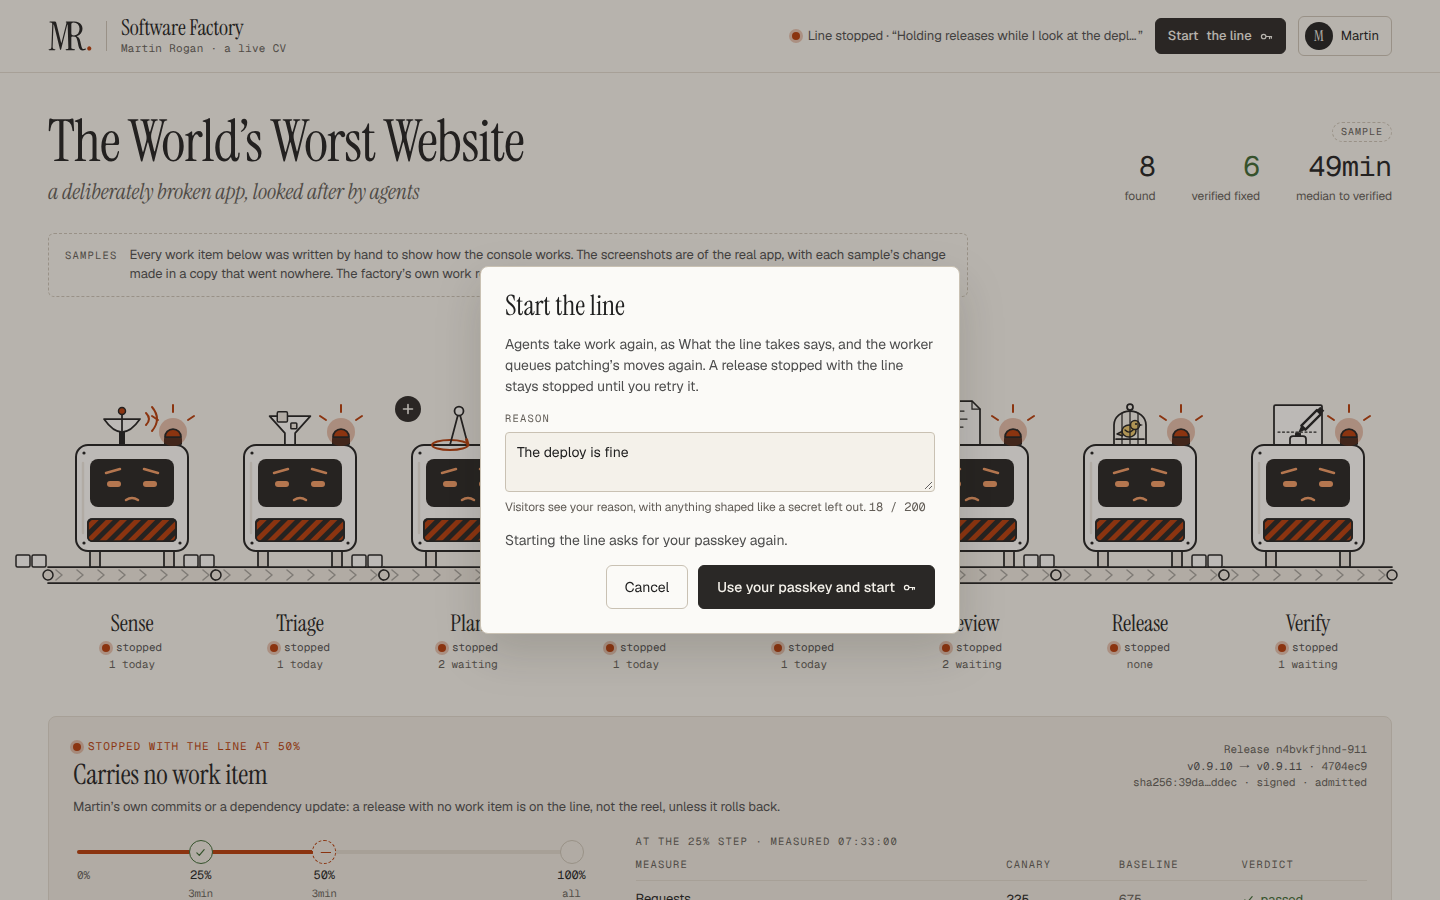 MR.
Software Factory
Martin Rogan · a live CV
Line stopped · “Holding releases while I look at the depl…”
Start the line
M
Martin
The World’s Worst Website
a deliberately broken app, looked after by agents
SAMPLE
8
found
6
verified fixed
49min
median to verified
SAMPLES
Every work item below was written by hand to show how the console works. The screenshots are of the real app, with each sample’s change
made in a copy that went nowhere. The factory’s own work
Start the line
Agents take work again, as What the line takes says, and the worker
queues patching’s moves again. A release stopped with the line
stays stopped until you retry it.
REASON
The deploy is fine
Visitors see your reason, with anything shaped like a secret left out. 18 / 200
Starting the line asks for your passkey again.
Cancel
Use your passkey and start
Sense
stopped
1 today
Triage
stopped
1 today
Plan
stopped
2 waiting
stopped
1 today
stopped
1 today
eview
stopped
2 waiting
Release
stopped
none
Verify
stopped
1 waiting
STOPPED WITH THE LINE AT 50%
Carries no work item
Martin’s own commits or a dependency update: a release with no work item is on the line, not the reel, unless it rolls back.
Release n4bvkfjhnd-911
v0.9.10 → v0.9.11 · 4704ec9
sha256:39da…ddec · signed · admitted
0%
25%
3min
50%
3min
100%
all
AT THE 25% STEP · MEASURED 07:33:00
MEASURE CANARY BASELINE VERDICT
Requests 225 675 ✓ passed